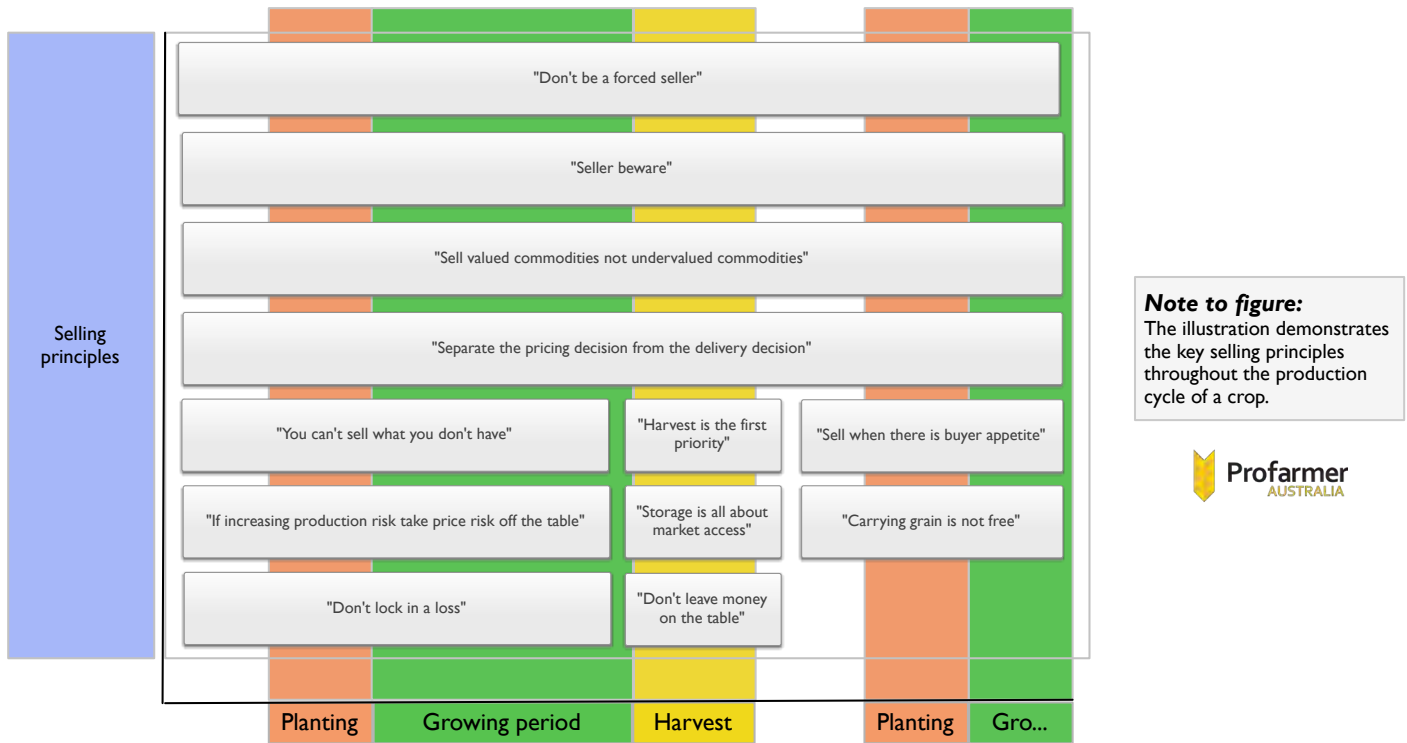 "Don't be a forced seller"
"Seller beware"
"Sell valued commodities not undervalued commodities"
Selling
principles
"Separate the pricing decision from the delivery decision"
"You can't sell what you don't have"
"Harvest is the first
priority"
"Sell when there is buyer appetite"
"If increasing production risk take price risk off the table"
"Storage is all about
market access"
"Carrying grain is not free"
"Don't lock in a loss"
"Don't leave money
on the table"
Planting
Growing period
Harvest
Planting
Gro...
Note to figure:
The illustration demonstrates
the key selling principles
throughout the production
cycle of a crop.
Profarmer
AUSTRALIA